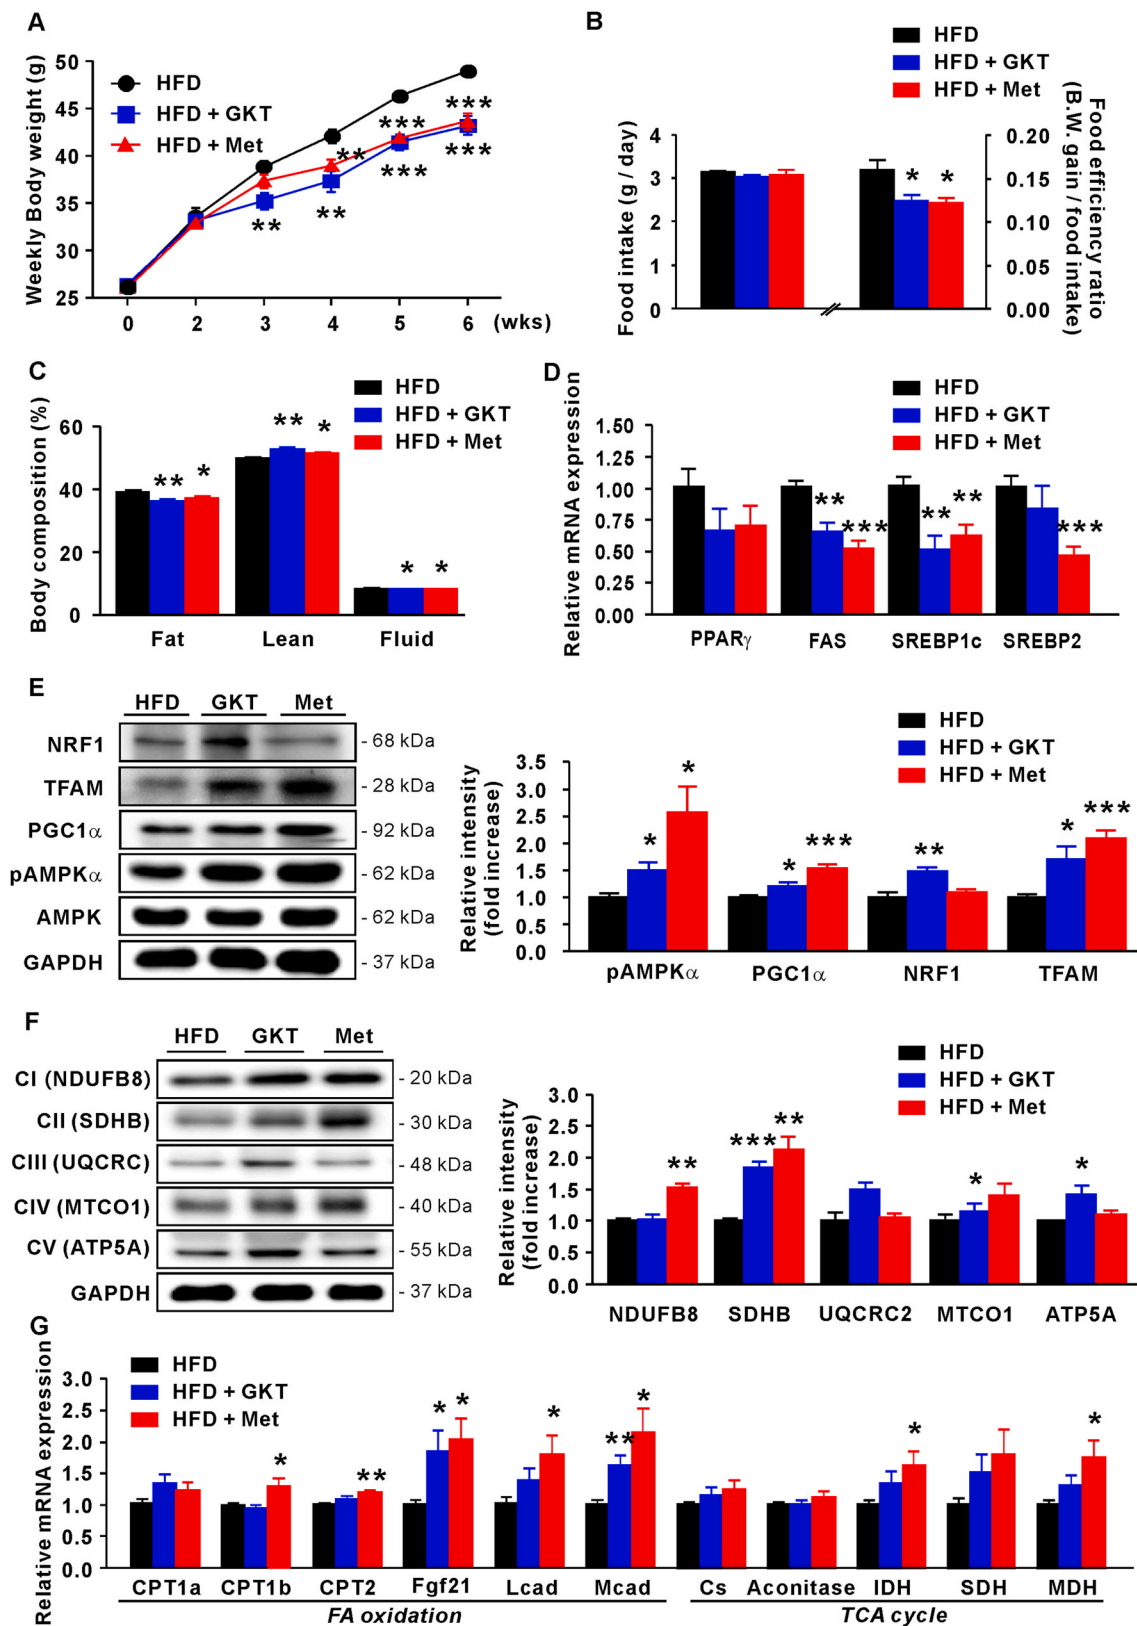 A
Weekly Body weight (g)
50
45
40
35
30
25
HFD
HFD + GKT
HFD + Met
***
***
**
***
***
**
**
0 2 3 4 5 6 (wks)
B
HFD
HFD + GKT
HFD + Met
Food intake (g / day)
4
3
2
1
0
* *
0.20
0.15
0.10
0.05
0.00
Food efficiency ratio
(B.W. gain / food intake)
C
HFD
HFD + GKT
HFD + Met
Body composition (%)
60
40
20
0
** * ** * * *
Fat Lean Fluid
D
HFD
HFD + GKT
HFD + Met
Relative mRNA expression
1.50
1.25
1.0
0.75
0.50
0.25
0.00
** *** ** ** ***
PPARγ FAS SREBP1c SREBP2
E
HFD GKT Met
NRF1 - 68 kDa
TFAM - 28 kDa
PGC1α - 92 kDa
pAMPKα - 62 kDa
AMPK - 62 kDa
GAPDH - 37 kDa
HFD
HFD + GKT
HFD + Met
Relative intensity
(fold increase)
3.5
3.0
2.5
2.0
1.5
1.0
0.5
0.0
* * * *** ** * ***
pAMPKα PGC1α NRF1 TFAM
F
HFD GKT Met
CI (NDUFB8) - 20 kDa
CII (SDHB) - 30 kDa
CIII (UQCRC) - 48 kDa
CIV (MTCO1) - 40 kDa
CV (ATP5A) - 55 kDa
GAPDH - 37 kDa
HFD
HFD + GKT
HFD + Met
Relative intensity
(fold increase)
3.0
2.5
2.0
1.5
1.0
0.5
0.0
** *** ** * *
NDUFB8 SDHB UQCRC2 MTCO1 ATP5A
G
HFD
HFD + GKT
HFD + Met
Relative mRNA expression
3.0
2.5
2.0
1.5
1.0
0.5
0.0
* ** * * * ** * * *
CPT1a CPT1b CPT2 Fgf21 Lcad Mcad Cs Aconitase IDH SDH MDH
FA oxidation TCA cycle